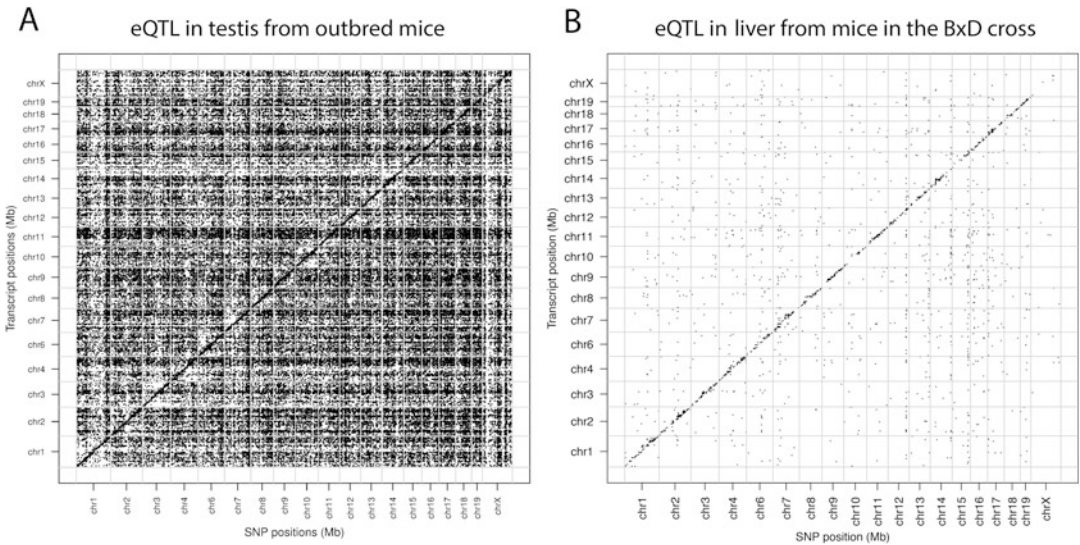 A
eQTL in testis from outbred mice
Transcript positions (Mb)
chrX
chr19
chr18
chr17
chr16
chr15
chr14
chr13
chr12
chr11
chr10
chr9
chr8
chr7
chr6
chr4
chr3
chr2
chr1
chr1
chr2
chr3
chr4
chr6
chr7
chr8
chr9
chr10
chr11
chr12
chr13
chr14
chr15
chr16
chr17
chr18
chr19
chrX
SNP positions (Mb)
B
eQTL in liver from mice in the BxD cross
Transcript position (Mb)
chrX
chr19
chr18
chr17
chr16
chr15
chr14
chr13
chr12
chr11
chr10
chr9
chr8
chr7
chr6
chr4
chr3
chr2
chr1
chr1
chr2
chr3
chr4
chr6
chr7
chr8
chr9
chr10
chr11
chr12
chr13
chr14
chr15
chr16
chr17
chr18
chr19
chrX
SNP position (Mb)